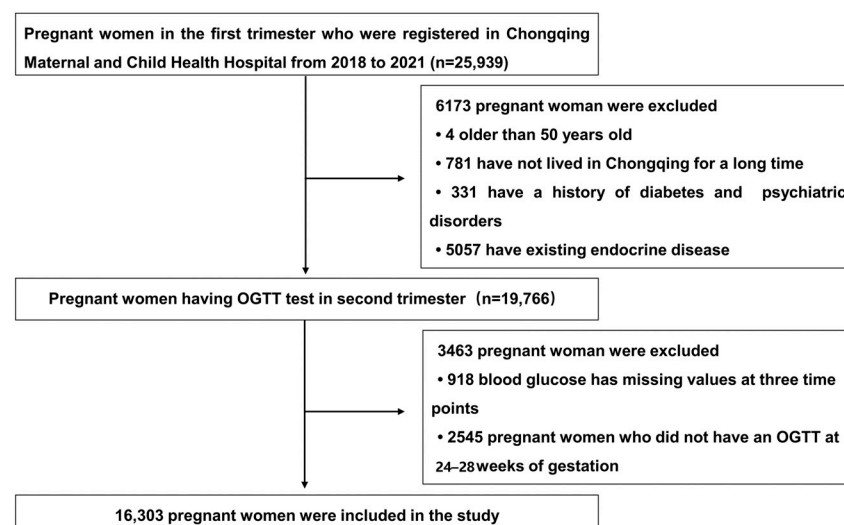 Pregnant women in the first trimester who were registered in Chongqing
Maternal and Child Health Hospital from 2018 to 2021 (n=25,939)
6173 pregnant woman were excluded
• 4 older than 50 years old
• 781 have not lived in Chongqing for a long time
• 331 have a history of diabetes and psychiatric
disorders
• 5057 have existing endocrine disease
Pregnant women having OGTT test in second trimester（n=19,766）
3463 pregnant woman were excluded
• 918 blood glucose has missing values at three time
points
• 2545 pregnant women who did not have an OGTT at
24–28weeks of gestation
16,303 pregnant women were included in the study